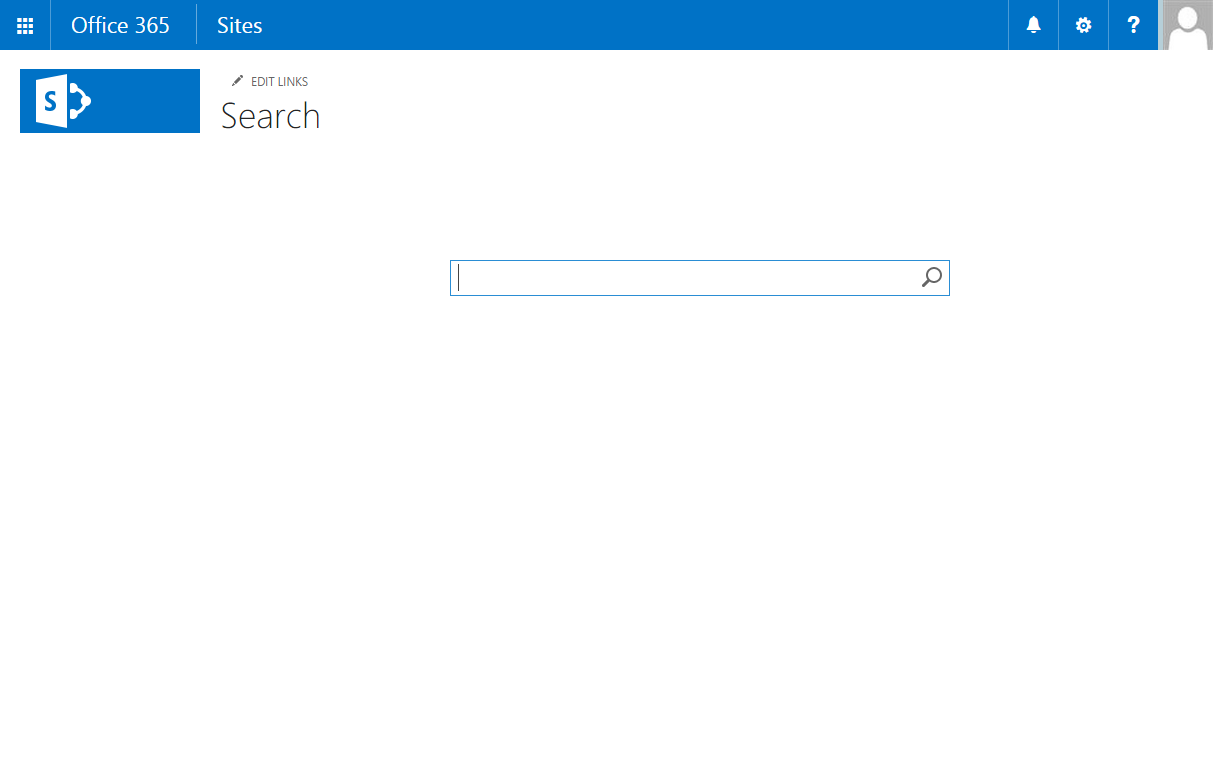 Office 365
Sites
?
S
EDIT LINKS
Search